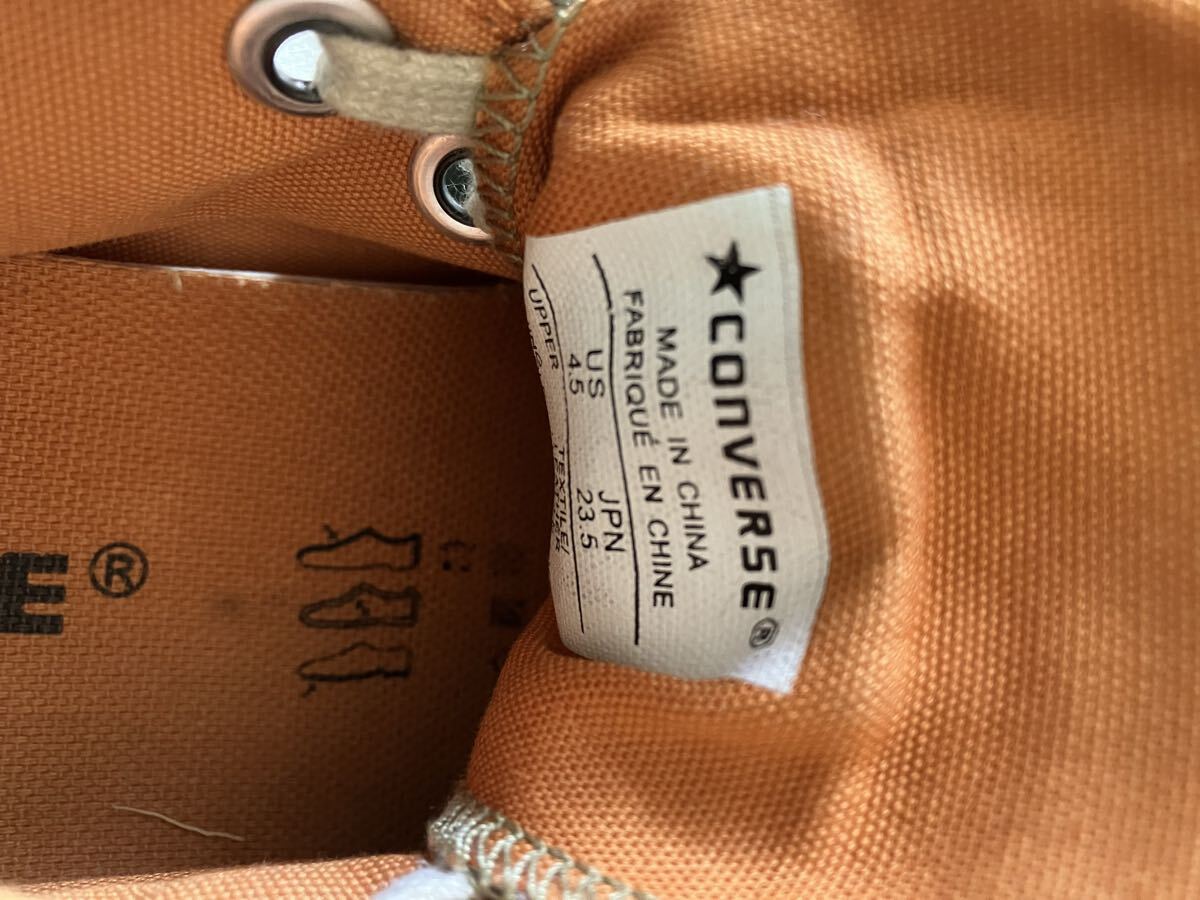 ★CONVERSE®
MADE IN CHINA
FABRIQUÉ EN CHINE
US JPN
4.5 23.5
UPPER TEXTILE/
E®